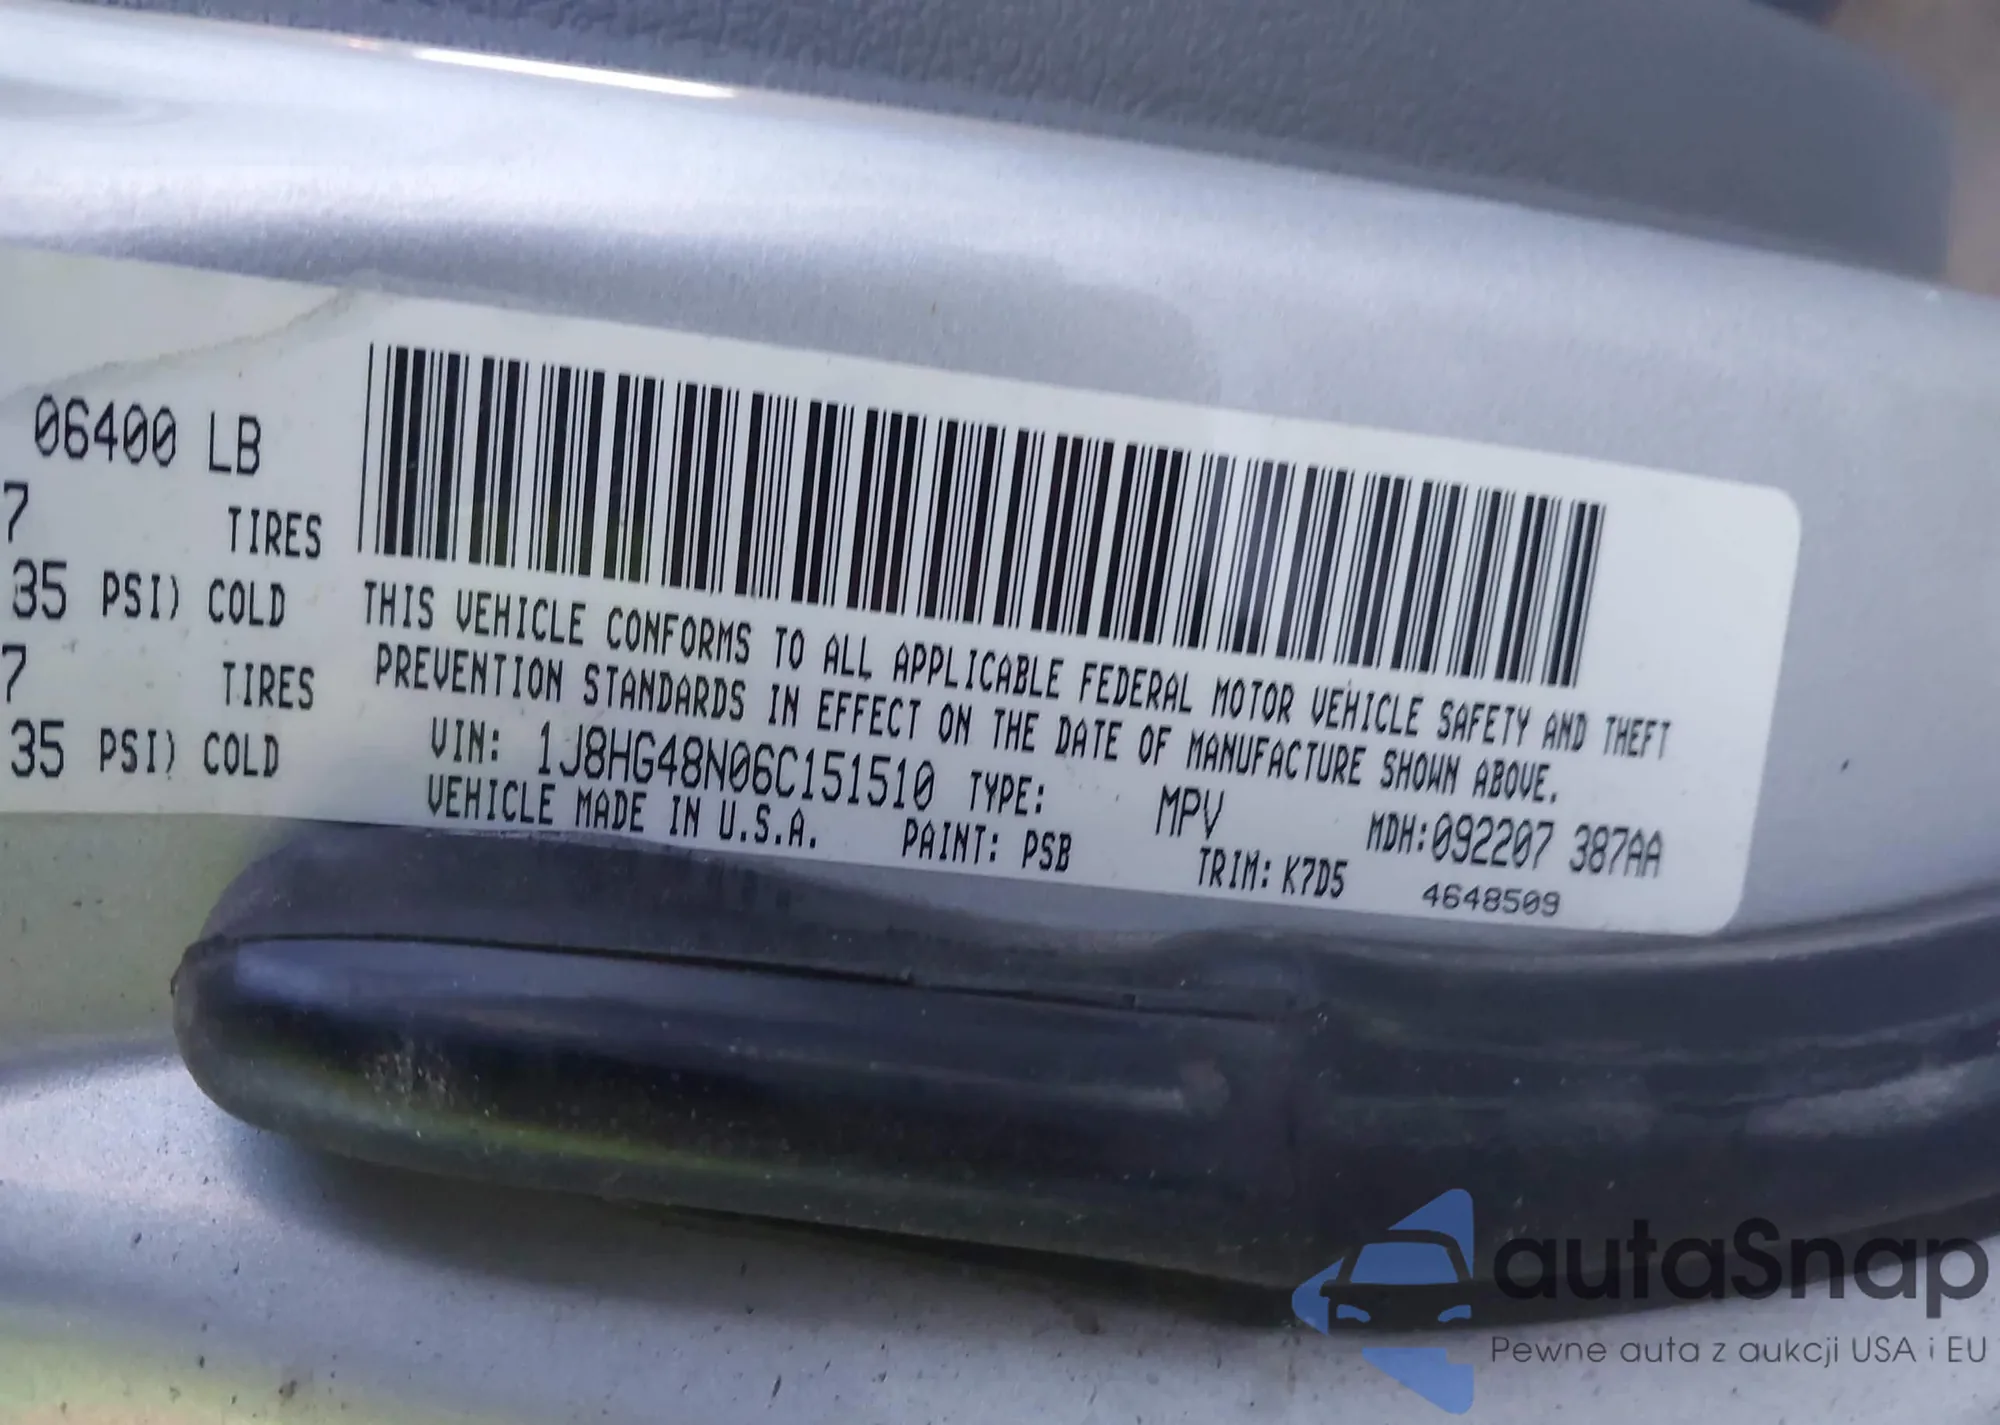 06400 LB
7 TIRES
35 PSI) COLD
7 TIRES
35 PSI) COLD
THIS VEHICLE CONFORMS TO ALL APPLICABLE FEDERAL MOTOR VEHICLE SAFETY AND THEFT
PREVENTION STANDARDS IN EFFECT ON THE DATE OF MANUFACTURE SHOWN ABOVE.
VIN: 1J8HG48N06C151510 TYPE: MPV MDH:092207 387AA
VEHICLE MADE IN U.S.A. PAINT: PSB TRIM: K7D5 4648509
autaSnap
Pewne auta z aukcji USA i EU